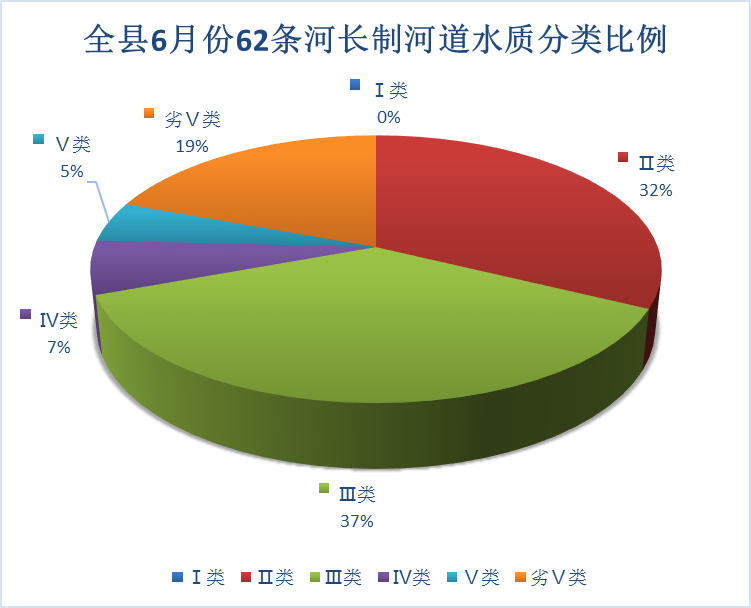 全县6月份62条河长制河道水质分类比例
Ⅰ类
0%
Ⅱ类
32%
Ⅲ类
37%
Ⅳ类
7%
Ⅴ类
5%
劣Ⅴ类
19%
Ⅰ类 Ⅱ类 Ⅲ类 Ⅳ类 Ⅴ类 劣Ⅴ类